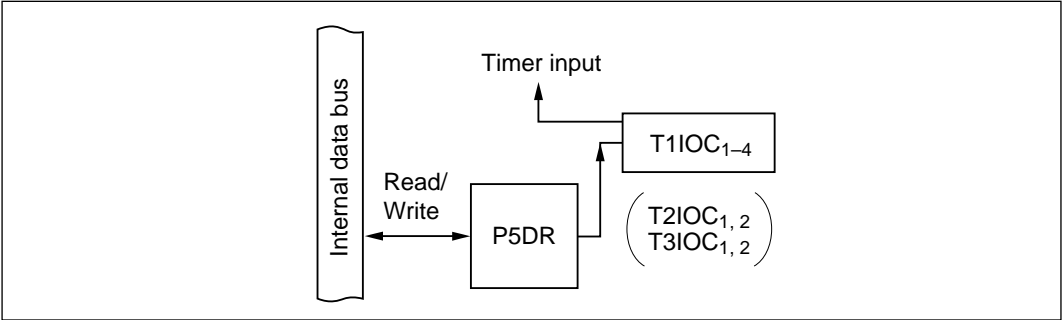 Internal data bus
Timer input
T1IOC1–4
Read/
Write
P5DR
T2IOC1, 2
T3IOC1, 2